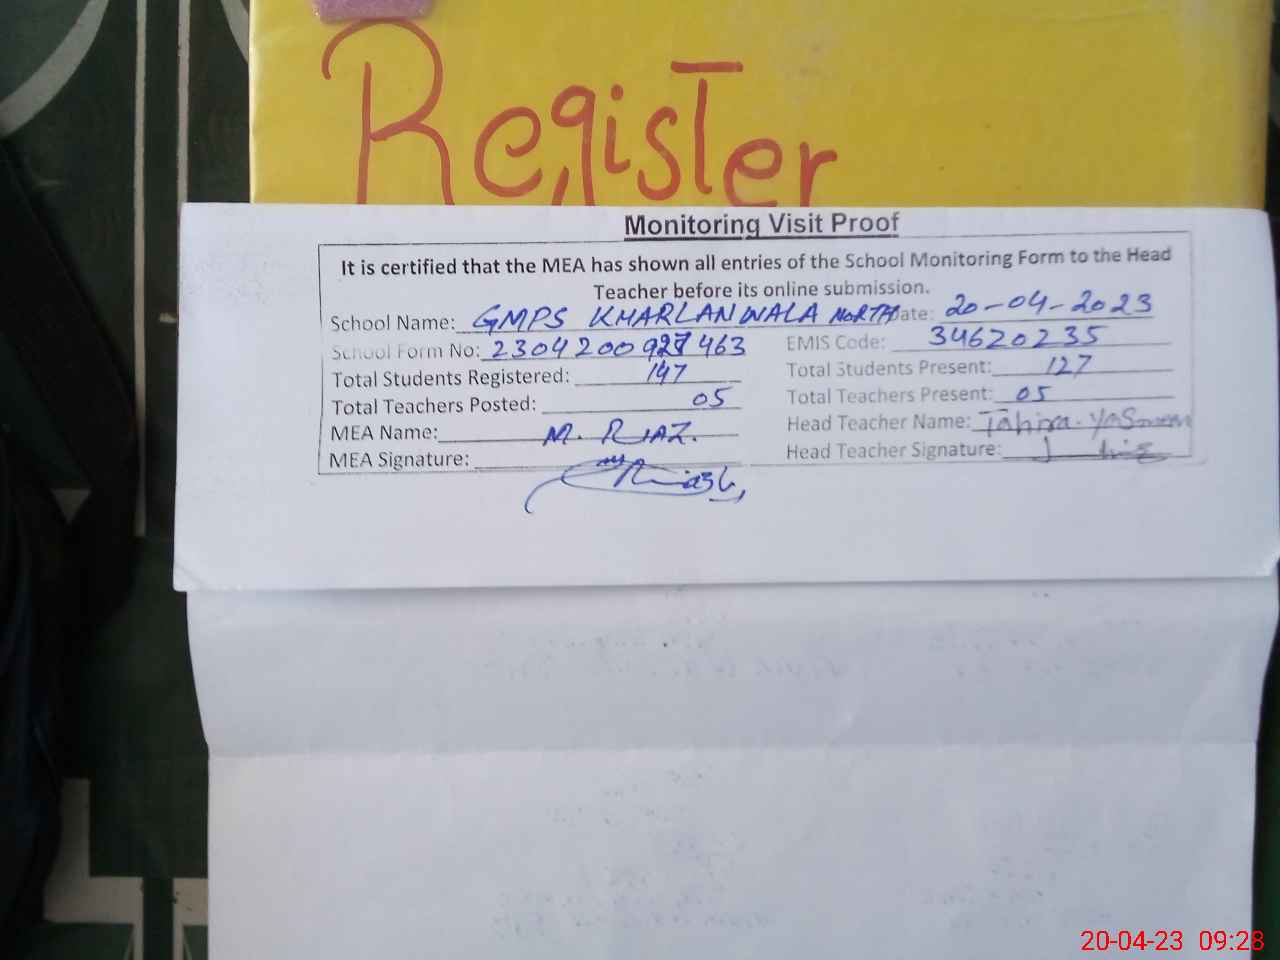 Register
Monitoring Visit Proof
It is certified that the MEA has shown all entries of the School Monitoring Form to the Head
Teacher before its online submission.
School Name: GMPS KHARLANWALA NORTH Date: 20-04-2023
School Form No: 2304200927463 EMIS Code: 34620235
Total Students Registered: 147 Total Students Present: 127
Total Teachers Posted: 05 Total Teachers Present: 05
MEA Name: M. RIAZ. Head Teacher Name: Tahira. Yasmeen
MEA Signature: Head Teacher Signature:
20-04-23 09:28